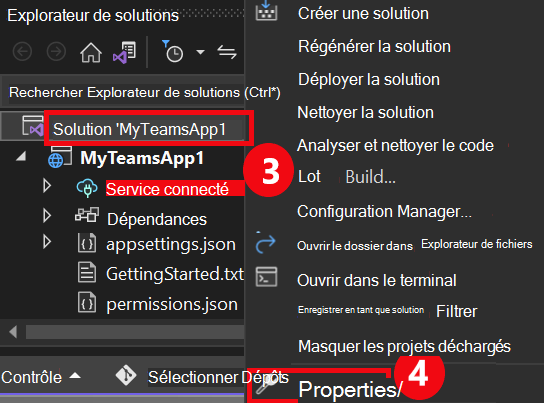 Explorateur de solutions
Rechercher Explorateur de solutions (Ctrl*)
Solution 'MyTeamsApp1
MyTeamsApp1
Service connecté
Dépendances
appsettings.json
GettingStarted.txt
permissions.json
Contrôle
Sélectionner Dépôts
Créer une solution
Régénérer la solution
Déployer la solution
Nettoyer la solution
Analyser et nettoyer le code
3
Lot Build...
Configuration Manager...
Ouvrir le dossier dans Explorateur de fichiers
Ouvrir dans le terminal
Enregistrer en tant que solution Filtrer
Masquer les projets déchargés
4
Properties/